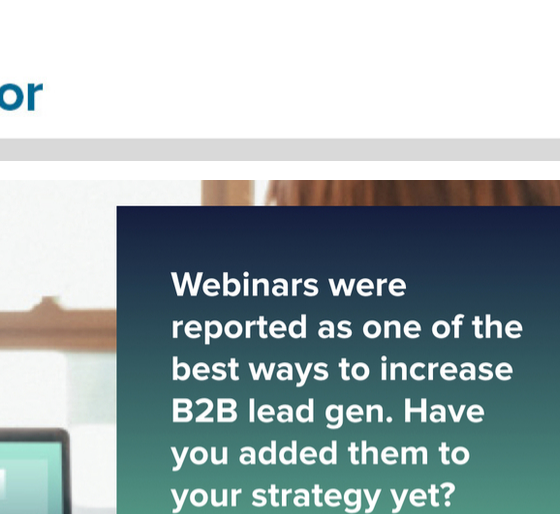 or
Webinars were
reported as one of the
best ways to increase
B2B lead gen. Have
you added them to
your strategy yet?